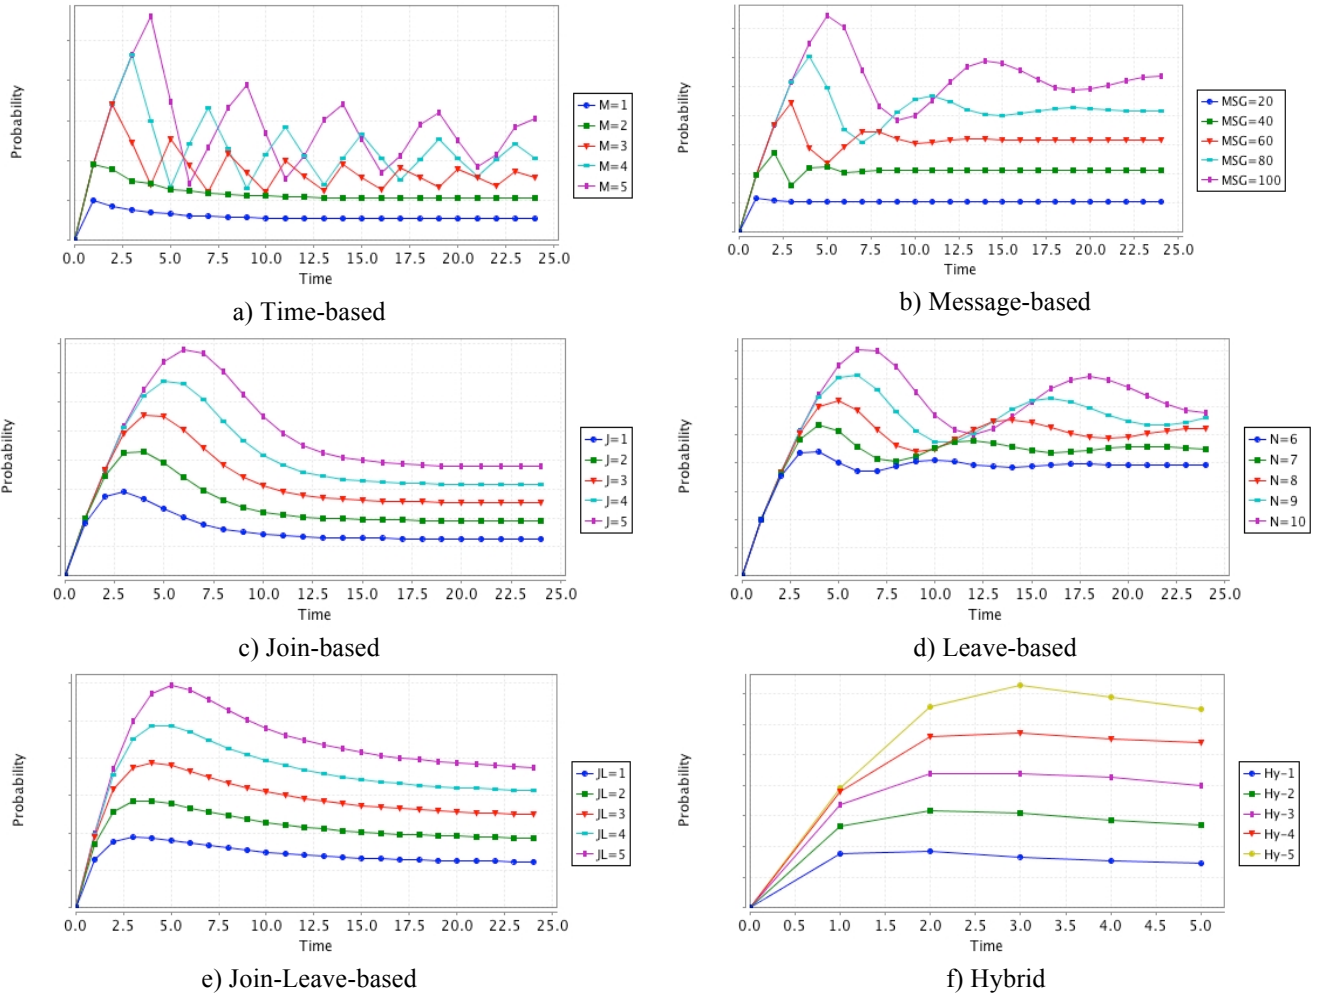 Probability
M=1
M=2
M=3
M=4
M=5
0.0 2.5 5.0 7.5 10.0 12.5 15.0 17.5 20.0 22.5 25.0
Time
a) Time-based
Probability
MSG=20
MSG=40
MSG=60
MSG=80
MSG=100
0.0 2.5 5.0 7.5 10.0 12.5 15.0 17.5 20.0 22.5 25.0
Time
b) Message-based
Probability
J=1
J=2
J=3
J=4
J=5
0.0 2.5 5.0 7.5 10.0 12.5 15.0 17.5 20.0 22.5 25.0
Time
c) Join-based
Probability
N=6
N=7
N=8
N=9
N=10
0.0 2.5 5.0 7.5 10.0 12.5 15.0 17.5 20.0 22.5 25.0
Time
d) Leave-based
Probability
JL=1
JL=2
JL=3
JL=4
JL=5
0.0 2.5 5.0 7.5 10.0 12.5 15.0 17.5 20.0 22.5 25.0
Time
e) Join-Leave-based
Probability
Hy-1
Hy-2
Hy-3
Hy-4
Hy-5
0.0 0.5 1.0 1.5 2.0 2.5 3.0 3.5 4.0 4.5 5.0
Time
f) Hybrid